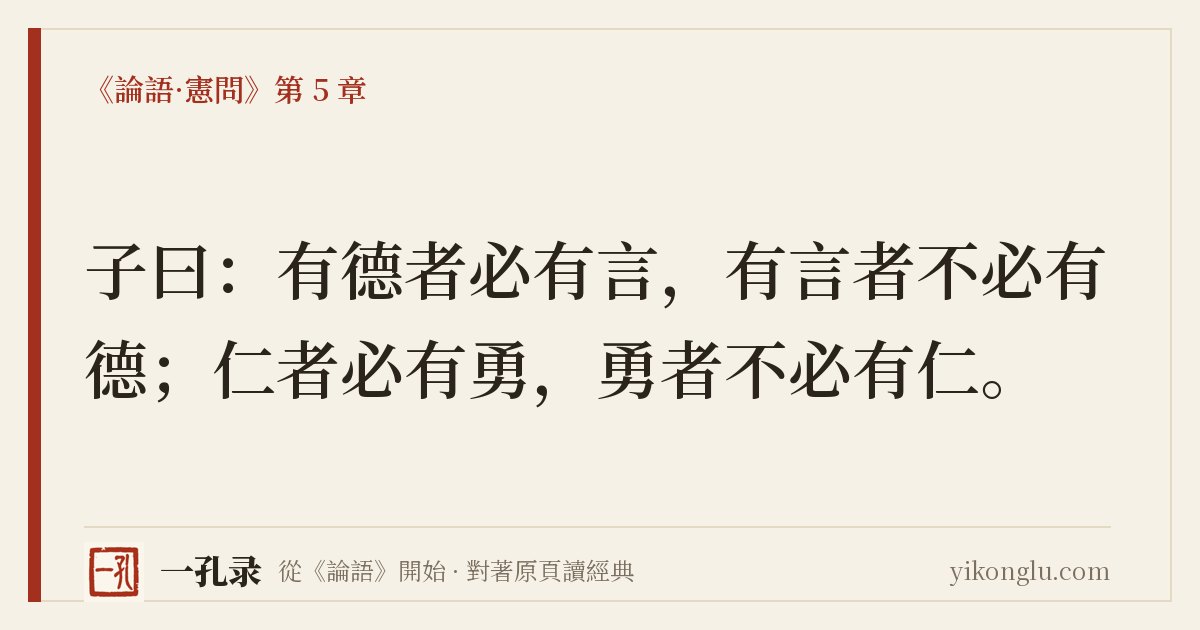 《論語·憲問》第 5 章
子曰：有德者必有言，有言者不必有
德；仁者必有勇，勇者不必有仁。
一孔
一孔录 從《論語》開始 · 對著原頁讀經典
yikonglu.com